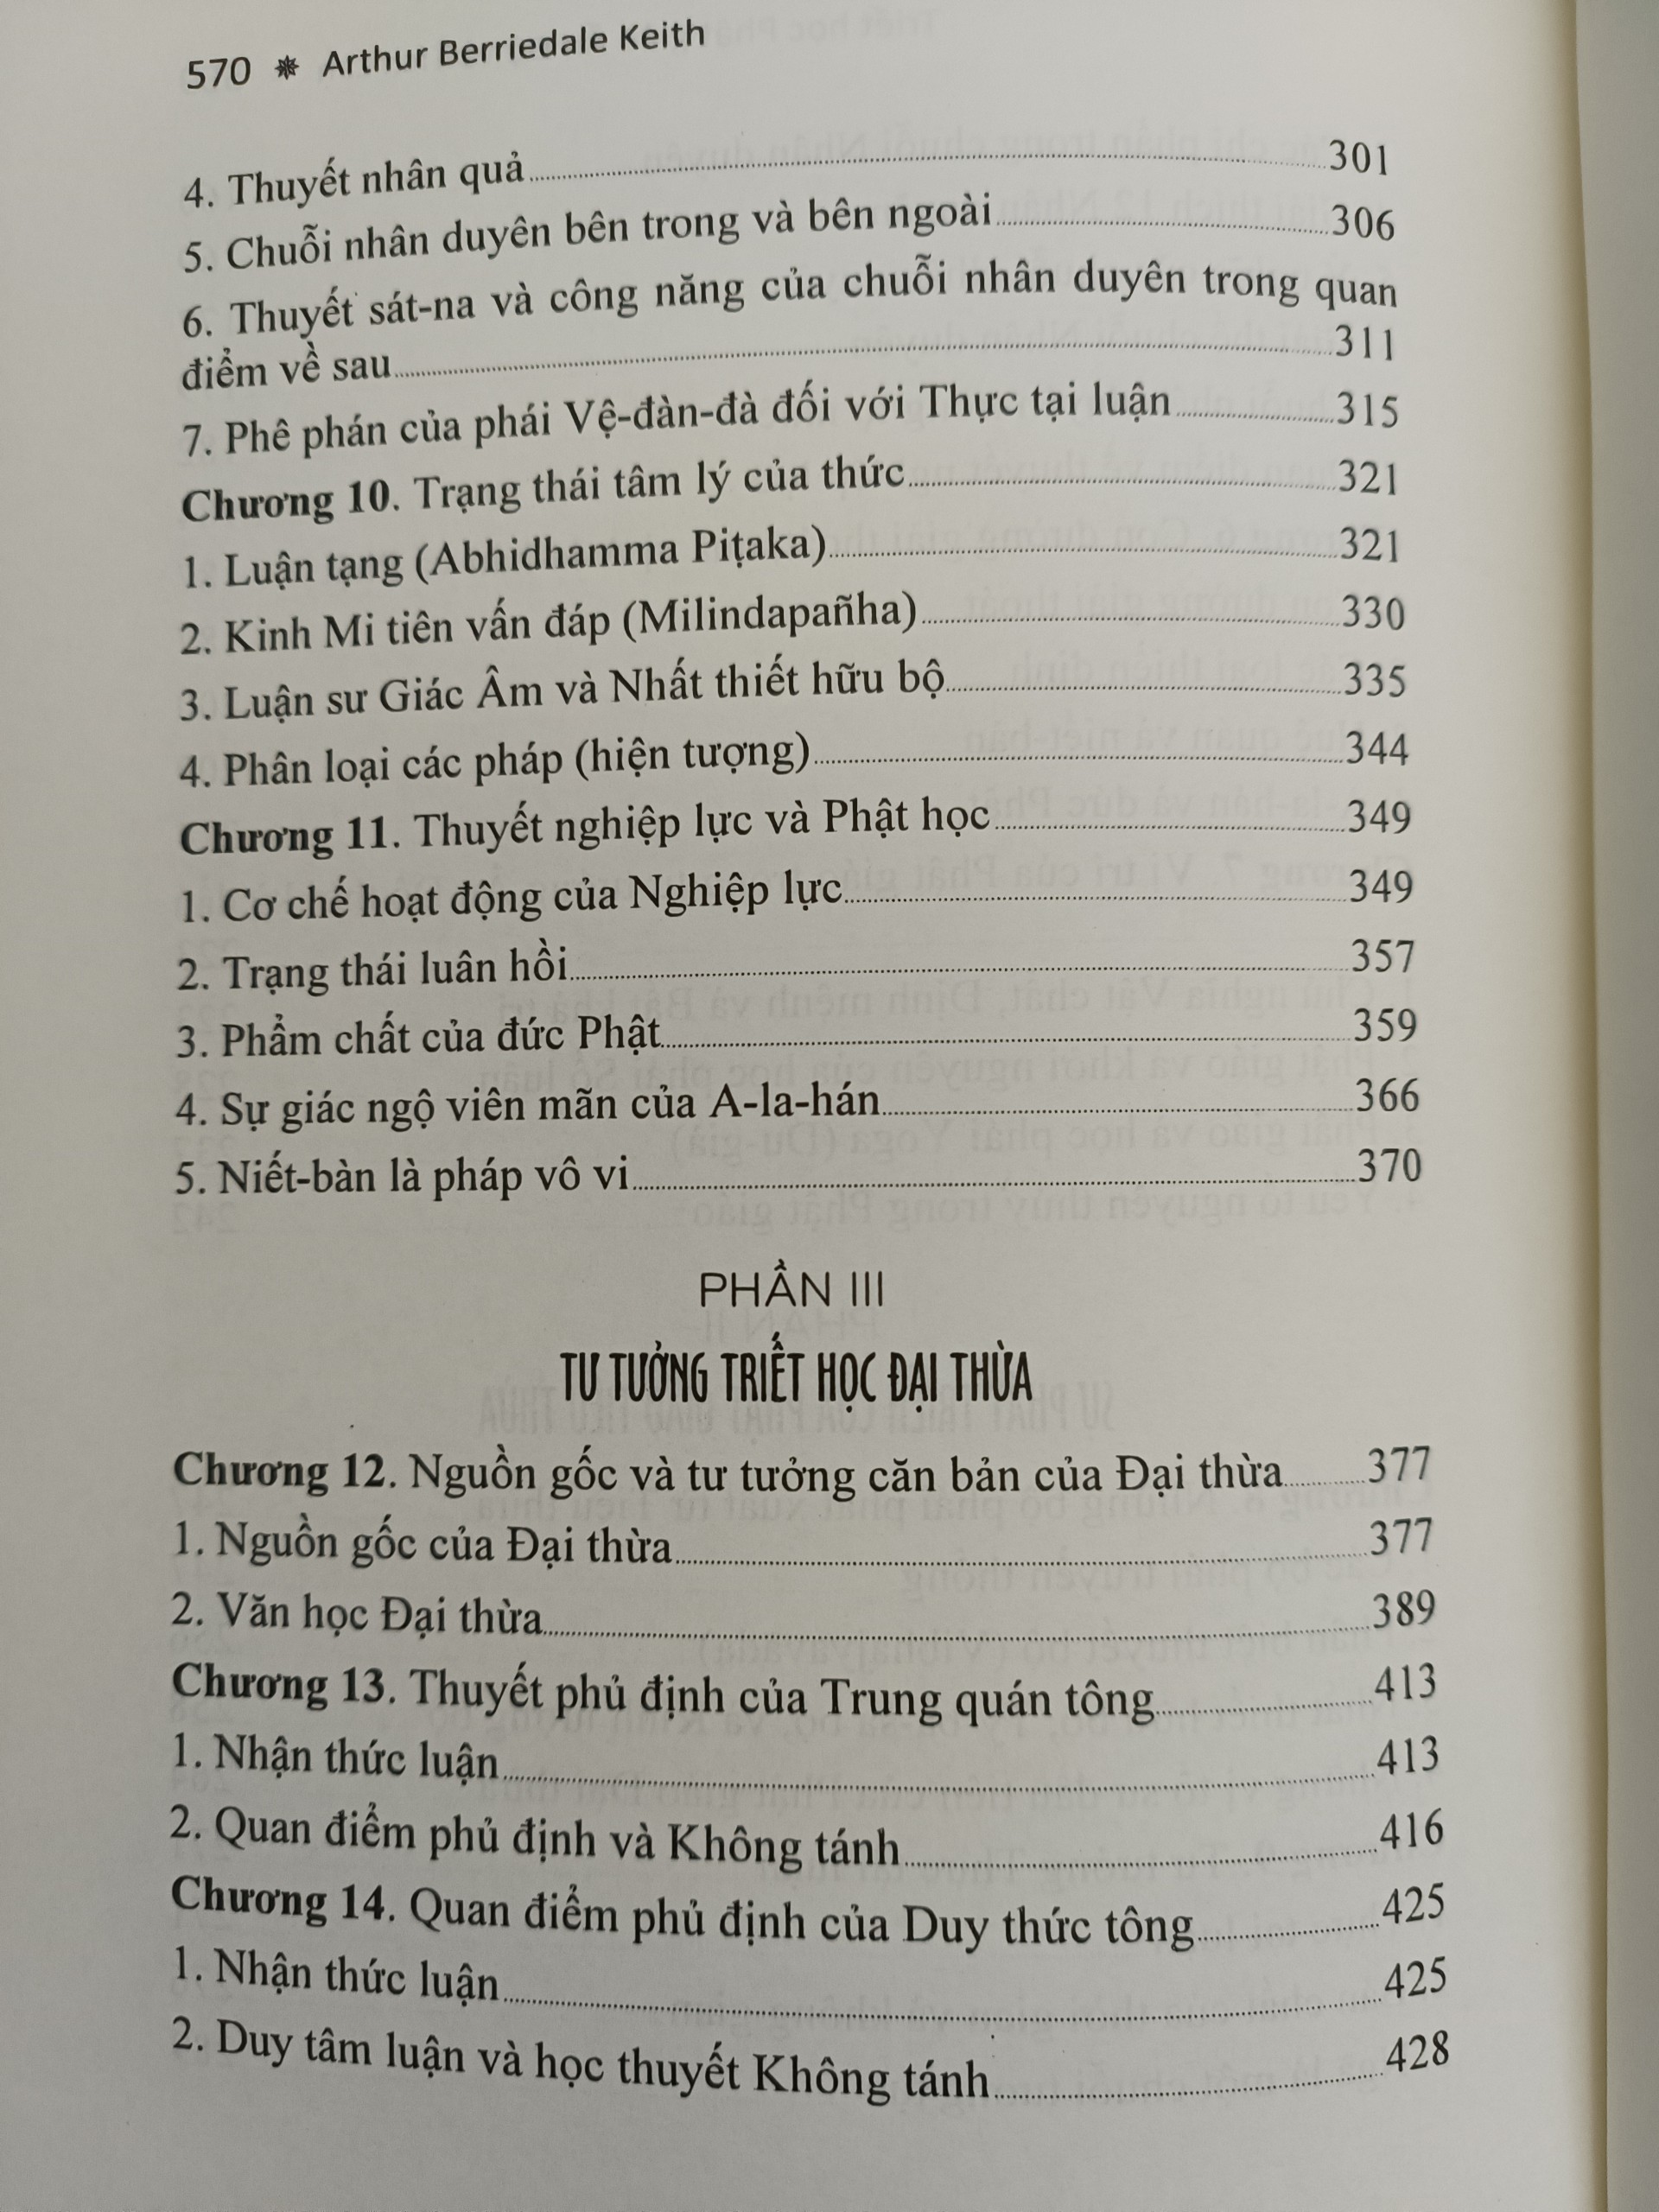 570 ✵ Arthur Berriedale Keith
4. Thuyết nhân quả 301
5. Chuỗi nhân duyên bên trong và bên ngoài 306
6. Thuyết sát-na và công năng của chuỗi nhân duyên trong quan
điểm về sau 311
7. Phê phán của phái Vệ-đàn-đà đối với Thực tại luận 315
Chương 10. Trạng thái tâm lý của thức 321
1. Luận tạng (Abhidhamma Piṭaka) 321
2. Kinh Mi tiên vấn đáp (Milindapañha) 330
3. Luận sư Giác Âm và Nhất thiết hữu bộ 335
4. Phân loại các pháp (hiện tượng) 344
Chương 11. Thuyết nghiệp lực và Phật học 349
1. Cơ chế hoạt động của Nghiệp lực 349
2. Trạng thái luân hồi 357
3. Phẩm chất của đức Phật 359
4. Sự giác ngộ viên mãn của A-la-hán 366
5. Niết-bàn là pháp vô vi 370
PHẦN III
TƯ TƯỞNG TRIẾT HỌC ĐẠI THỪA
Chương 12. Nguồn gốc và tư tưởng căn bản của Đại thừa 377
1. Nguồn gốc của Đại thừa 377
2. Văn học Đại thừa 389
Chương 13. Thuyết phủ định của Trung quán tông 413
1. Nhận thức luận 413
2. Quan điểm phủ định và Không tánh 416
Chương 14. Quan điểm phủ định của Duy thức tông 425
1. Nhận thức luận 425
2. Duy tâm luận và học thuyết Không tánh 428